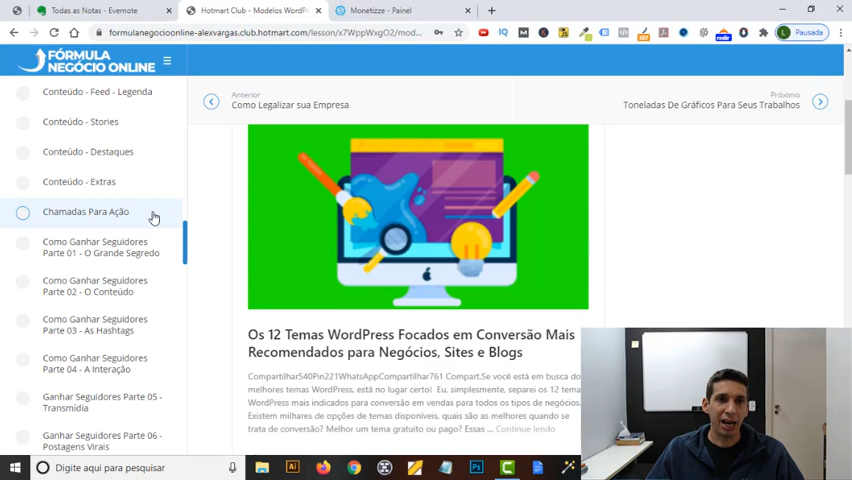 Todas as Notas - Evernote
Hotmart Club - Modelos WordPr
Monetizze - Painel
formulanegocioonline-alexvargas.club.hotmart.com/lesson/x7WppWxgO2/mod...
Pausada
FÓRMULA
NEGÓCIO ONLINE
Conteúdo - Feed - Legenda
Conteúdo - Stories
Conteúdo - Destaques
Conteúdo - Extras
Chamadas Para Ação
Como Ganhar Seguidores
Parte 01 - O Grande Segredo
Como Ganhar Seguidores
Parte 02 - O Conteúdo
Como Ganhar Seguidores
Parte 03 - As Hashtags
Como Ganhar Seguidores
Parte 04 - A Interação
Ganhar Seguidores Parte 05 -
Transmídia
Ganhar Seguidores Parte 06 -
Postagens Virais
Anterior
Como Legalizar sua Empresa
Próximo
Toneladas De Gráficos Para Seus Trabalhos
Os 12 Temas WordPress Focados em Conversão Mais
Recomendados para Negócios, Sites e Blogs
Compartilhar540Pin221WhatsAppCompartilhar761 Compart.Se você está em busca do
melhores temas WordPress, está no lugar certo! Eu, simplesmente, separei os 12 tema
WordPress mais indicados para conversão em vendas para todos os tipos de negócios.
Existem milhares de opções de temas disponíveis, quais são as melhores quando se
trata de conversão? Melhor um tema gratuito ou pago? Essas ... Continue lendo
Digite aqui para pesquisar